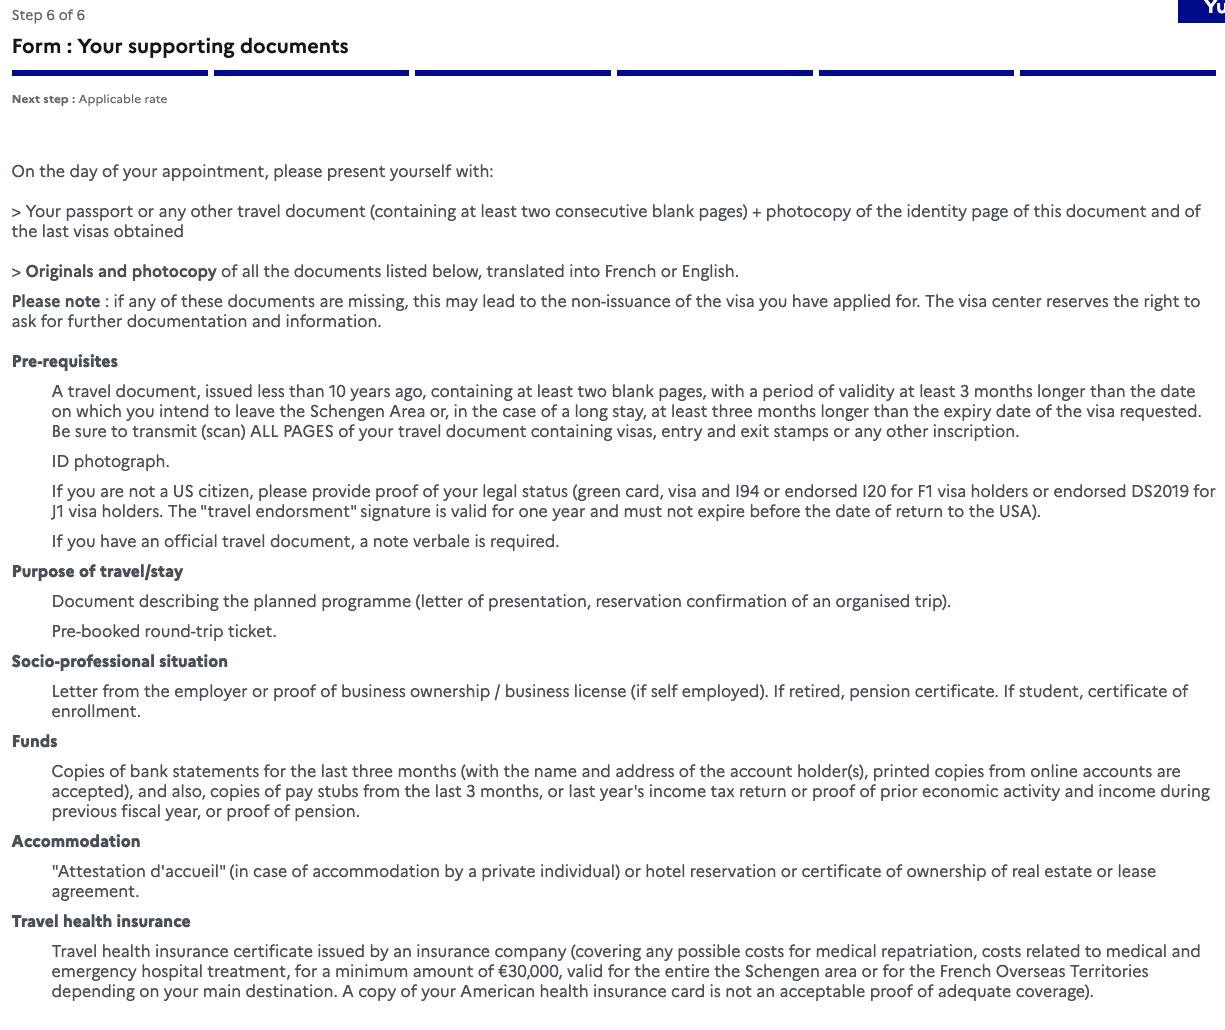 Step 6 of 6
Yu
Form : Your supporting documents
Next step : Applicable rate
On the day of your appointment, please present yourself with:
> Your passport or any other travel document (containing at least two consecutive blank pages) + photocopy of the identity page of this document and of
the last visas obtained
> Originals and photocopy of all the documents listed below, translated into French or English.
Please note : if any of these documents are missing, this may lead to the non-issuance of the visa you have applied for. The visa center reserves the right to
ask for further documentation and information.
Pre-requisites
A travel document, issued less than 10 years ago, containing at least two blank pages, with a period of validity at least 3 months longer than the date
on which you intend to leave the Schengen Area or, in the case of a long stay, at least three months longer than the expiry date of the visa requested.
Be sure to transmit (scan) ALL PAGES of your travel document containing visas, entry and exit stamps or any other inscription.
ID photograph.
If you are not a US citizen, please provide proof of your legal status (green card, visa and I94 or endorsed I20 for F1 visa holders or endorsed DS2019 for
J1 visa holders. The "travel endorsment" signature is valid for one year and must not expire before the date of return to the USA).
If you have an official travel document, a note verbale is required.
Purpose of travel/stay
Document describing the planned programme (letter of presentation, reservation confirmation of an organised trip).
Pre-booked round-trip ticket.
Socio-professional situation
Letter from the employer or proof of business ownership / business license (if self employed). If retired, pension certificate. If student, certificate of
enrollment.
Funds
Copies of bank statements for the last three months (with the name and address of the account holder(s), printed copies from online accounts are
accepted), and also, copies of pay stubs from the last 3 months, or last year's income tax return or proof of prior economic activity and income during
previous fiscal year, or proof of pension.
Accommodation
"Attestation d'accueil" (in case of accommodation by a private individual) or hotel reservation or certificate of ownership of real estate or lease
agreement.
Travel health insurance
Travel health insurance certificate issued by an insurance company (covering any possible costs for medical repatriation, costs related to medical and
emergency hospital treatment, for a minimum amount of €30,000, valid for the entire the Schengen area or for the French Overseas Territories
depending on your main destination. A copy of your American health insurance card is not an acceptable proof of adequate coverage).